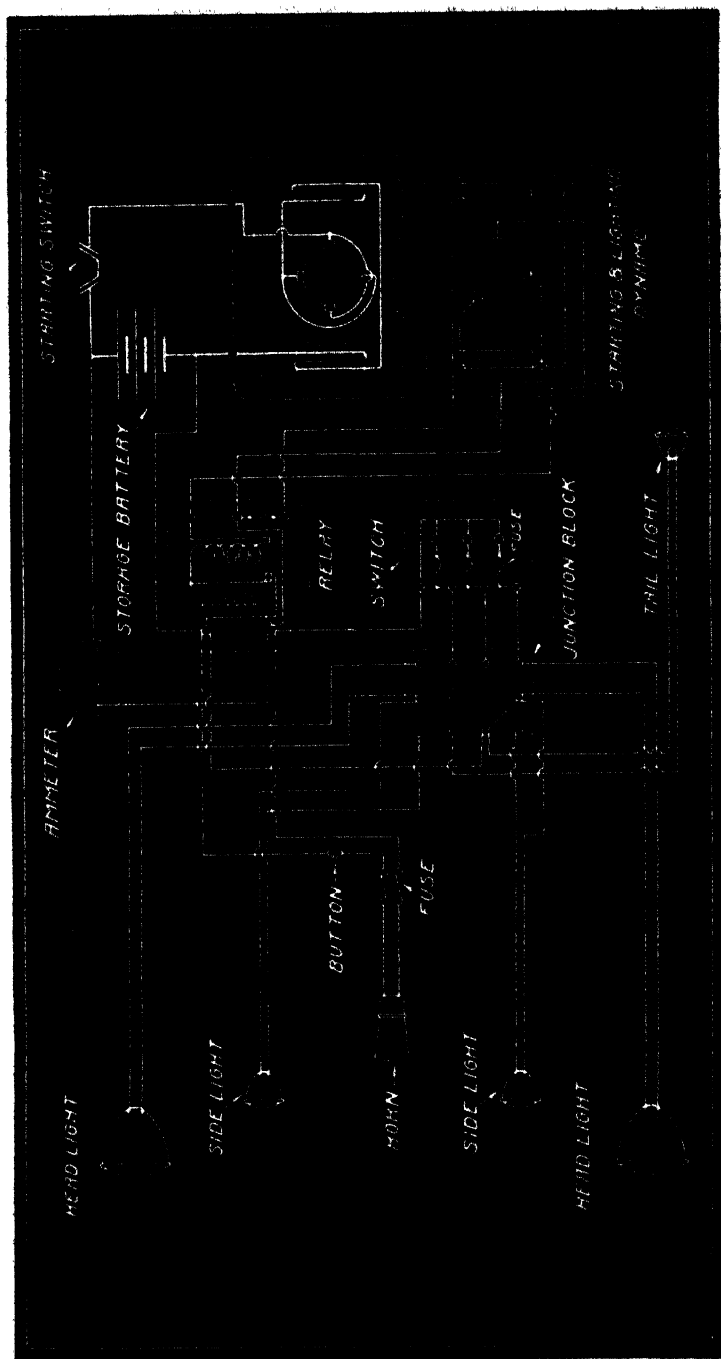 HEAD LIGHT
SIDE LIGHT
HORN
SIDE LIGHT
HEAD LIGHT
BUTTON
FUSE
AMMETER
STORAGE BATTERY
RELAY
SWITCH
FUSE
JUNCTION BLOCK
TAIL LIGHT
STARTING SWITCH
STARTING & LIGHTING
DYNAMO